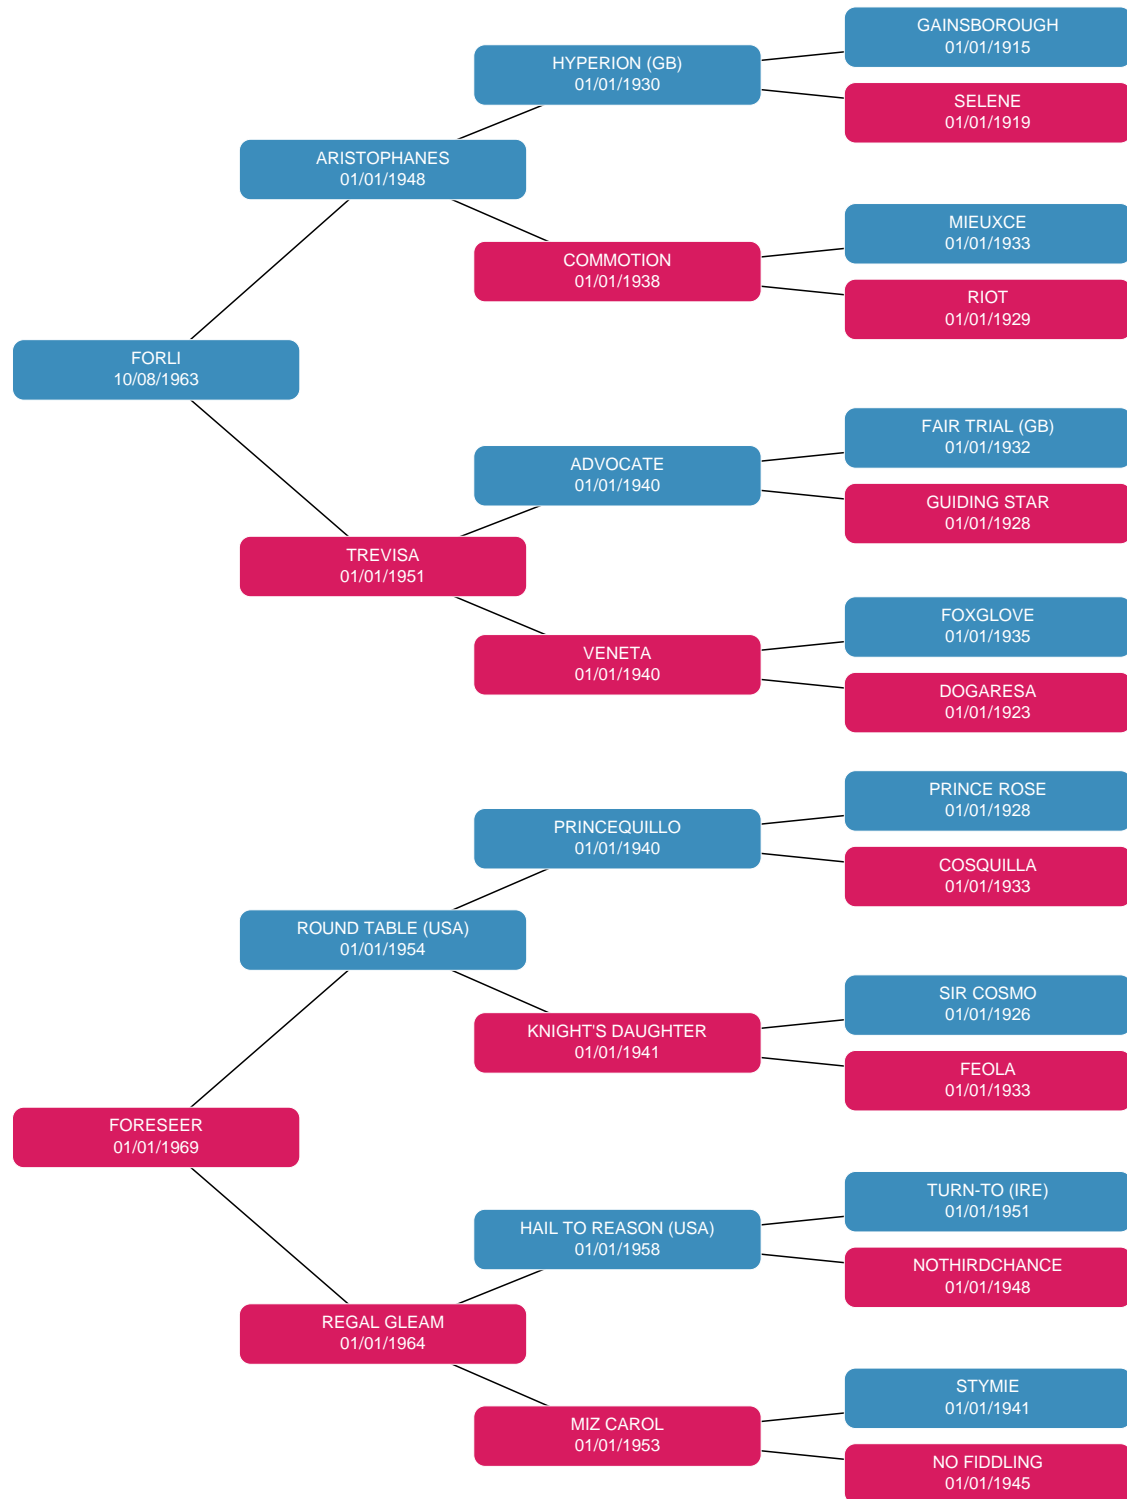 GAINSBOROUGH
01/01/1915
HYPERION (GB)
01/01/1930
SELENE
01/01/1919
ARISTOPHANES
01/01/1948
MIEUXCE
01/01/1933
COMMOTION
01/01/1938
RIOT
01/01/1929
FORLI
10/08/1963
FAIR TRIAL (GB)
01/01/1932
ADVOCATE
01/01/1940
GUIDING STAR
01/01/1928
TREVISA
01/01/1951
FOXGLOVE
01/01/1935
VENETA
01/01/1940
DOGARESA
01/01/1923
PRINCE ROSE
01/01/1928
PRINCEQUILLO
01/01/1940
COSQUILLA
01/01/1933
ROUND TABLE (USA)
01/01/1954
SIR COSMO
01/01/1926
KNIGHT'S DAUGHTER
01/01/1941
FEOLA
01/01/1933
FORESEER
01/01/1969
TURN-TO (IRE)
01/01/1951
HAIL TO REASON (USA)
01/01/1958
NOTHIRDCHANCE
01/01/1948
REGAL GLEAM
01/01/1964
STYMIE
01/01/1941
MIZ CAROL
01/01/1953
NO FIDDLING
01/01/1945